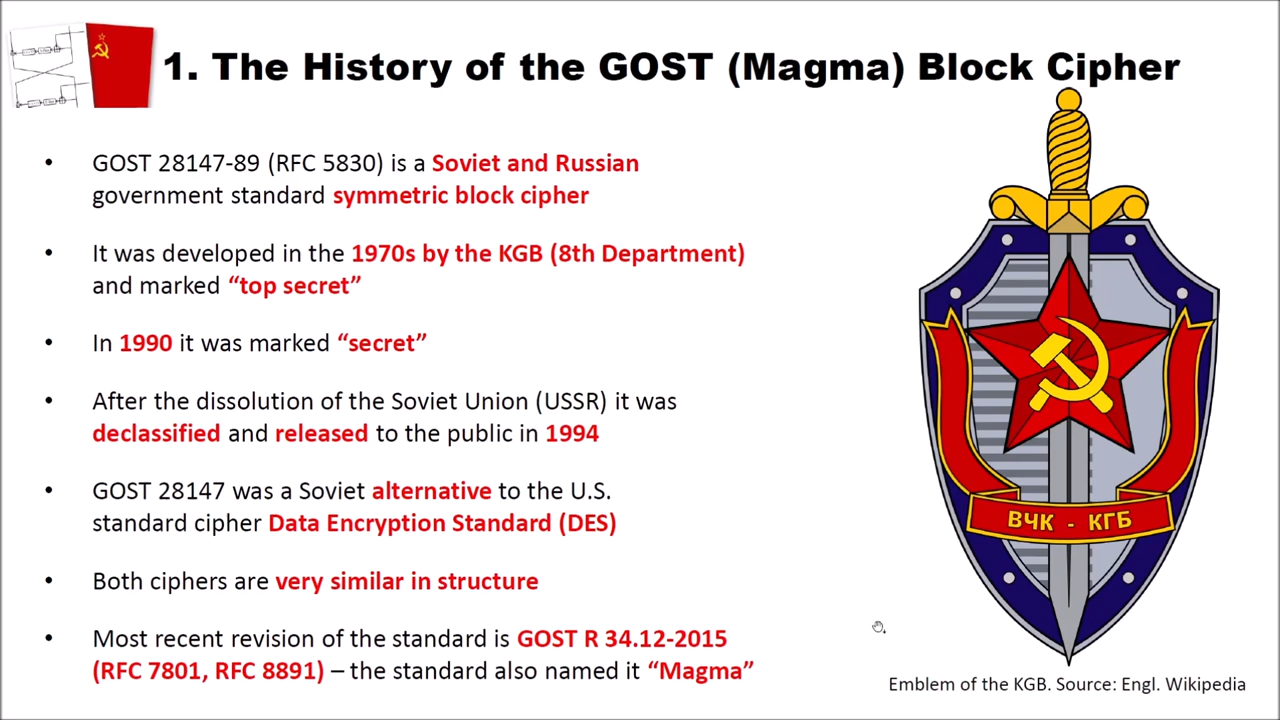 1. The History of the GOST (Magma) Block Cipher
• GOST 28147-89 (RFC 5830) is a Soviet and Russian
government standard symmetric block cipher
• It was developed in the 1970s by the KGB (8th Department)
and marked “top secret”
• In 1990 it was marked “secret”
• After the dissolution of the Soviet Union (USSR) it was
declassified and released to the public in 1994
• GOST 28147 was a Soviet alternative to the U.S.
standard cipher Data Encryption Standard (DES)
• Both ciphers are very similar in structure
• Most recent revision of the standard is GOST R 34.12-2015
(RFC 7801, RFC 8891) – the standard also named it “Magma”
ВЧК - КГБ
Emblem of the KGB. Source: Engl. Wikipedia